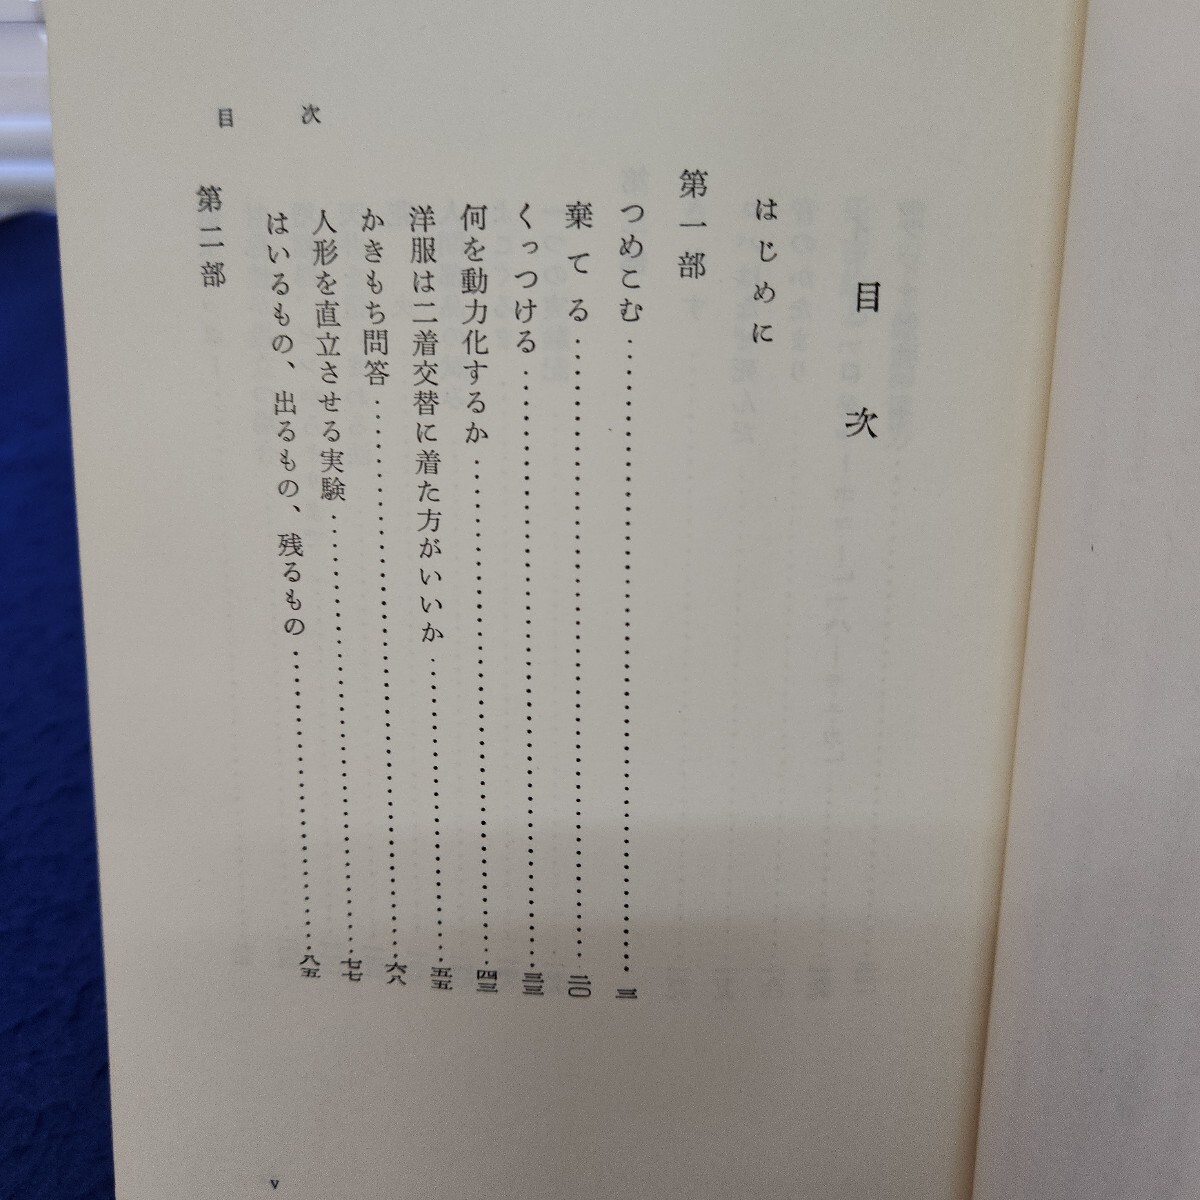 目次
はじめに
第一部
つめこむ……三
棄てる……二〇
くっつける……三三
何を動力化するか……四三
洋服は二着交替に着た方がいいか……五五
かきもち問答……六八
人形を直立させる実験……七七
はいるもの、出るもの、残るもの……八五
第二部
目次
v